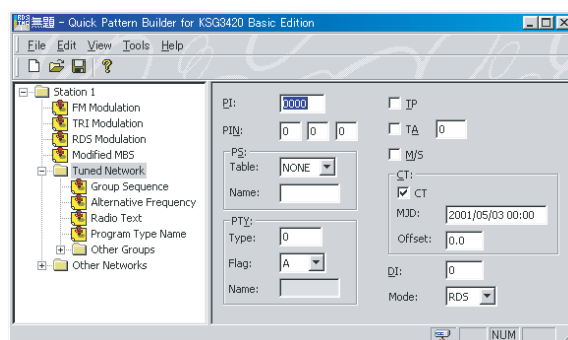 無題 - Quick Pattern Builder for KSG3420 Basic Edition
File Edit View Tools Help
Station 1
FM Modulation
TRI Modulation
RDS Modulation
Modified MBS
Tuned Network
Group Sequence
Alternative Frequency
Radio Text
Program Type Name
Other Groups
Other Networks
PI: 0000
PIN: 0 0 0
PS:
Table: NONE
Name:
PTY:
Type: 0
Flag: A
Name:
TP
TA 0
M/S
CT:
CT
MJD: 2001/05/03 00:00
Offset: 0.0
DI: 0
Mode: RDS
NUM